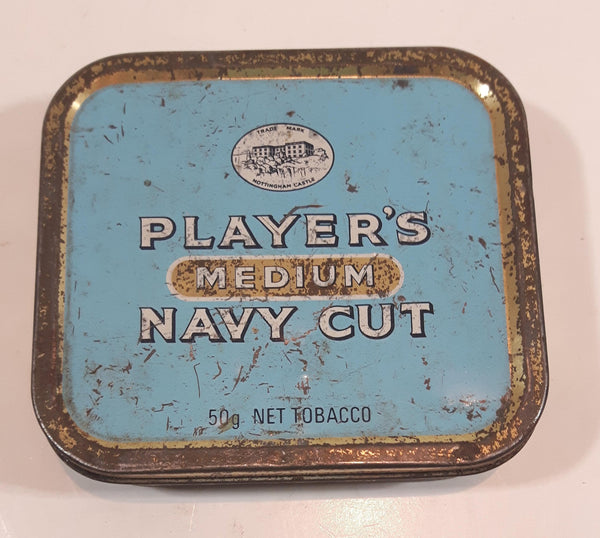 TRADE MARK
NOTTINGHAM CASTLE
PLAYER'S
MEDIUM
NAVY CUT
50g NET TOBACCO